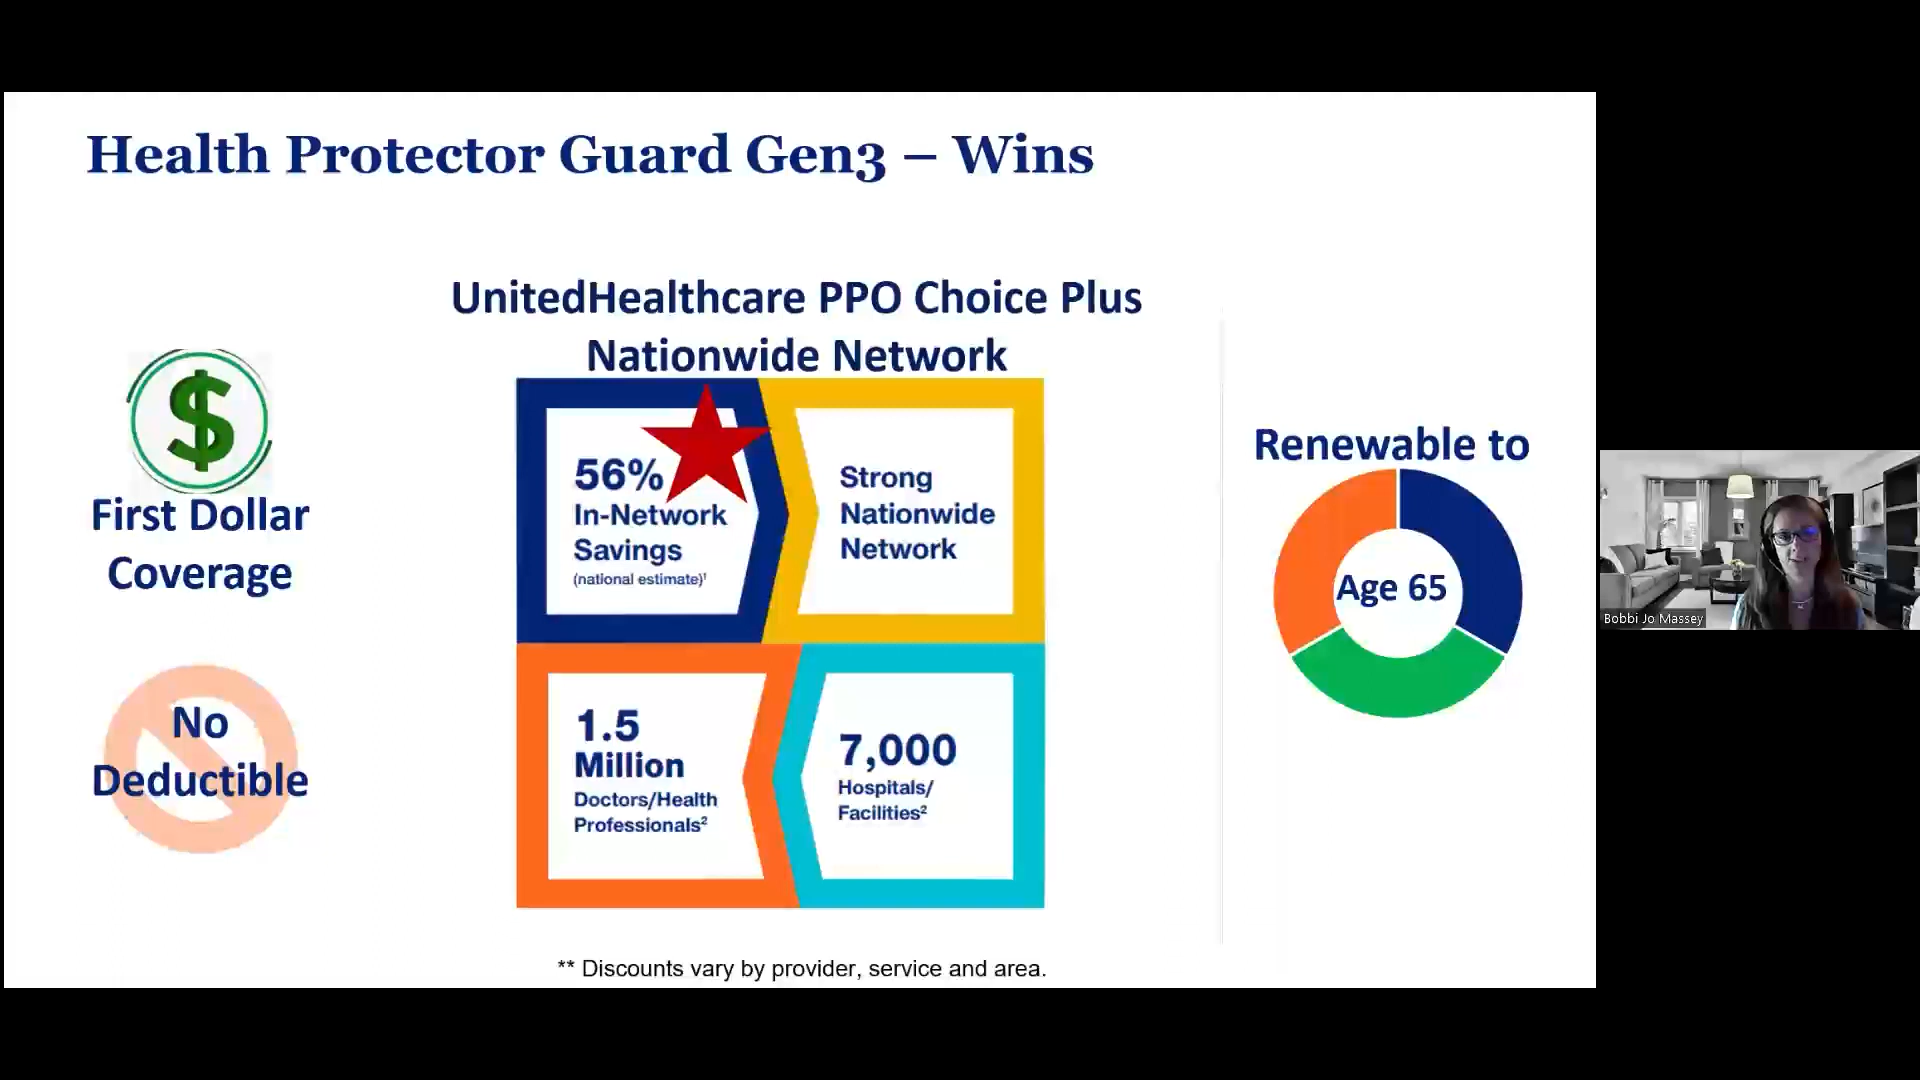 Health Protector Guard Gen3 – Wins
First Dollar
Coverage
No
Deductible
UnitedHealthcare PPO Choice Plus
Nationwide Network
56%
In-Network
Savings
(national estimate)¹
Strong
Nationwide
Network
1.5
Million
Doctors/Health
Professionals²
7,000
Hospitals/
Facilities²
** Discounts vary by provider, service and area.
Renewable to
Age 65
Bobbi Jo Massey